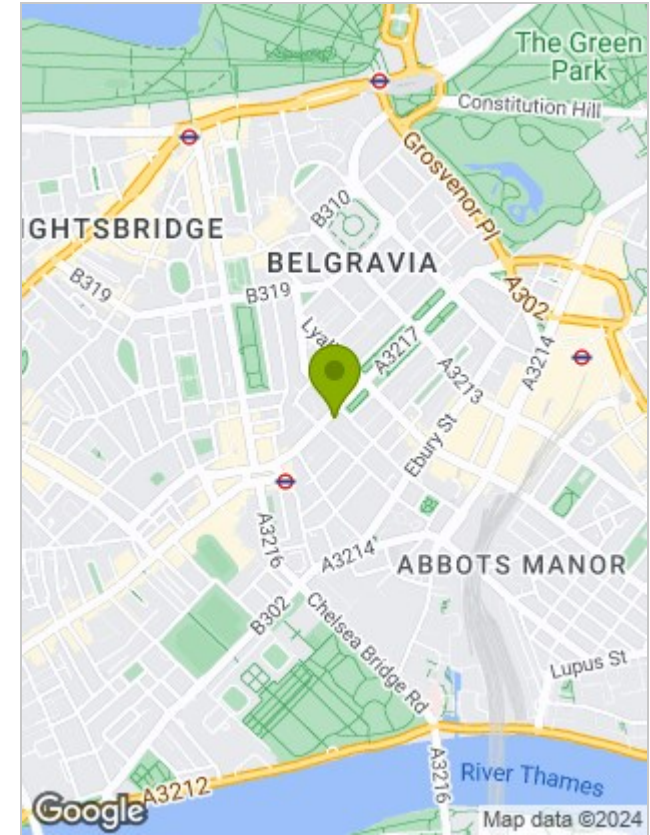 The Green
Park
Constitution Hill
Grosvenor Pl
B310
IGHTSBRIDGE
BELGRAVIA
B319
B319
A302
Lyall
A3217
A3214
A3213
Ebury St
A3216
A3214
ABBOTS MANOR
B302
Chelsea Bridge Rd
Lupus St
A3212
A3216
River Thames
Google
Map data ©2024